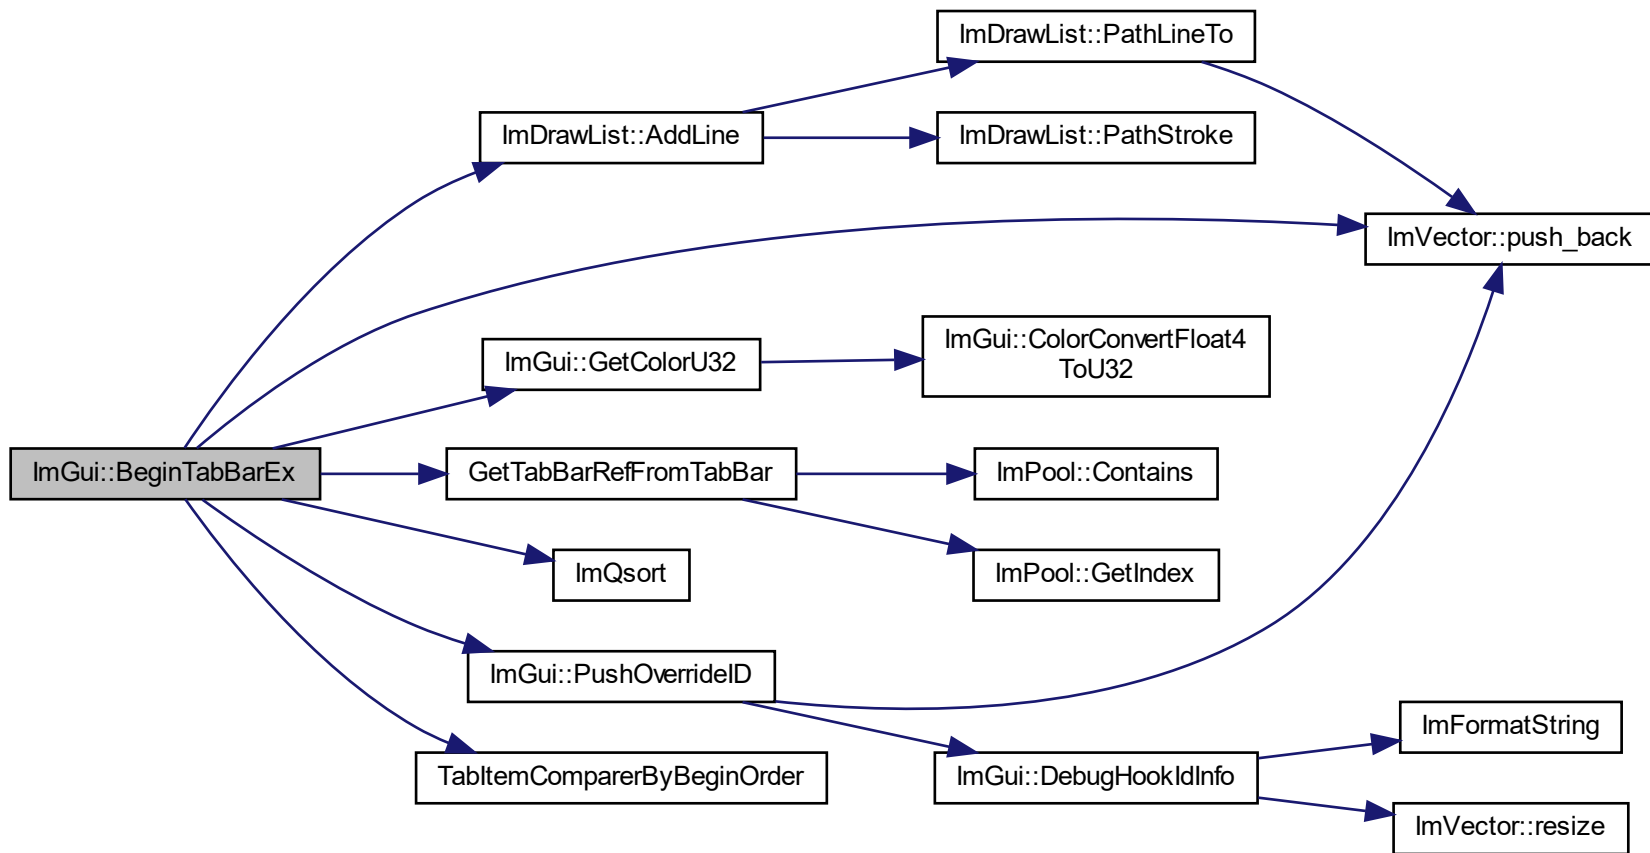 ImDrawList::PathLineTo
ImDrawList::AddLine
ImDrawList::PathStroke
ImVector::push_back
ImGui::GetColorU32
ImGui::ColorConvertFloat4
ToU32
ImGui::BeginTabBarEx
GetTabBarRefFromTabBar
ImPool::Contains
ImQsort
ImPool::GetIndex
ImGui::PushOverrideID
ImFormatString
TabItemComparerByBeginOrder
ImGui::DebugHookIdInfo
ImVector::resize